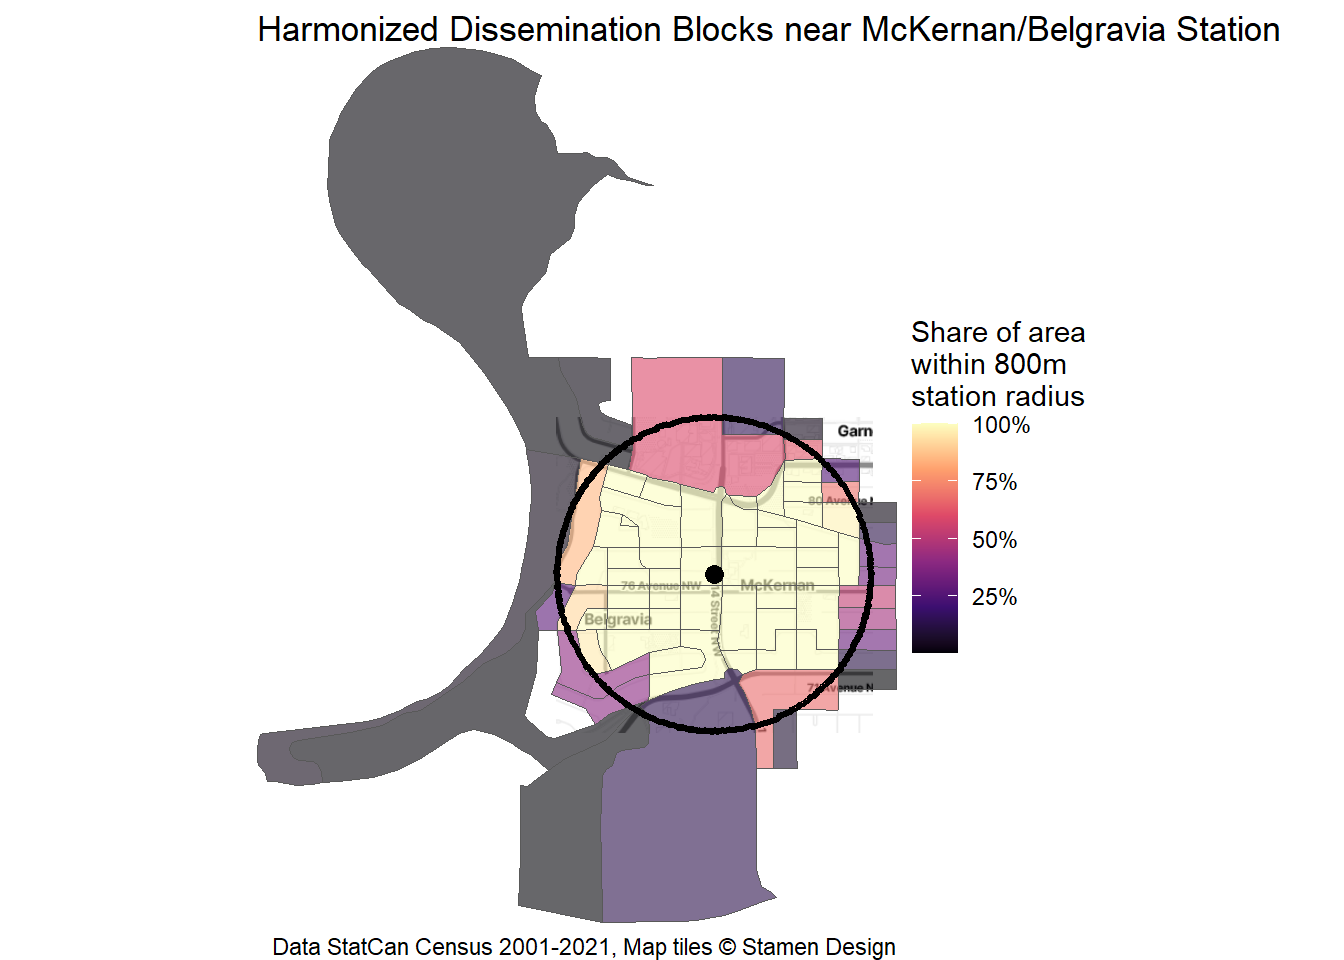 Harmonized Dissemination Blocks near McKernan/Belgravia Station
Share of area
within 800m
station radius
100%
75%
50%
25%
Garn
80 Avenue N
76 Avenue NW
McKernan
14 Street NW
Belgravia
71 Avenue N
Data StatCan Census 2001-2021, Map tiles © Stamen Design